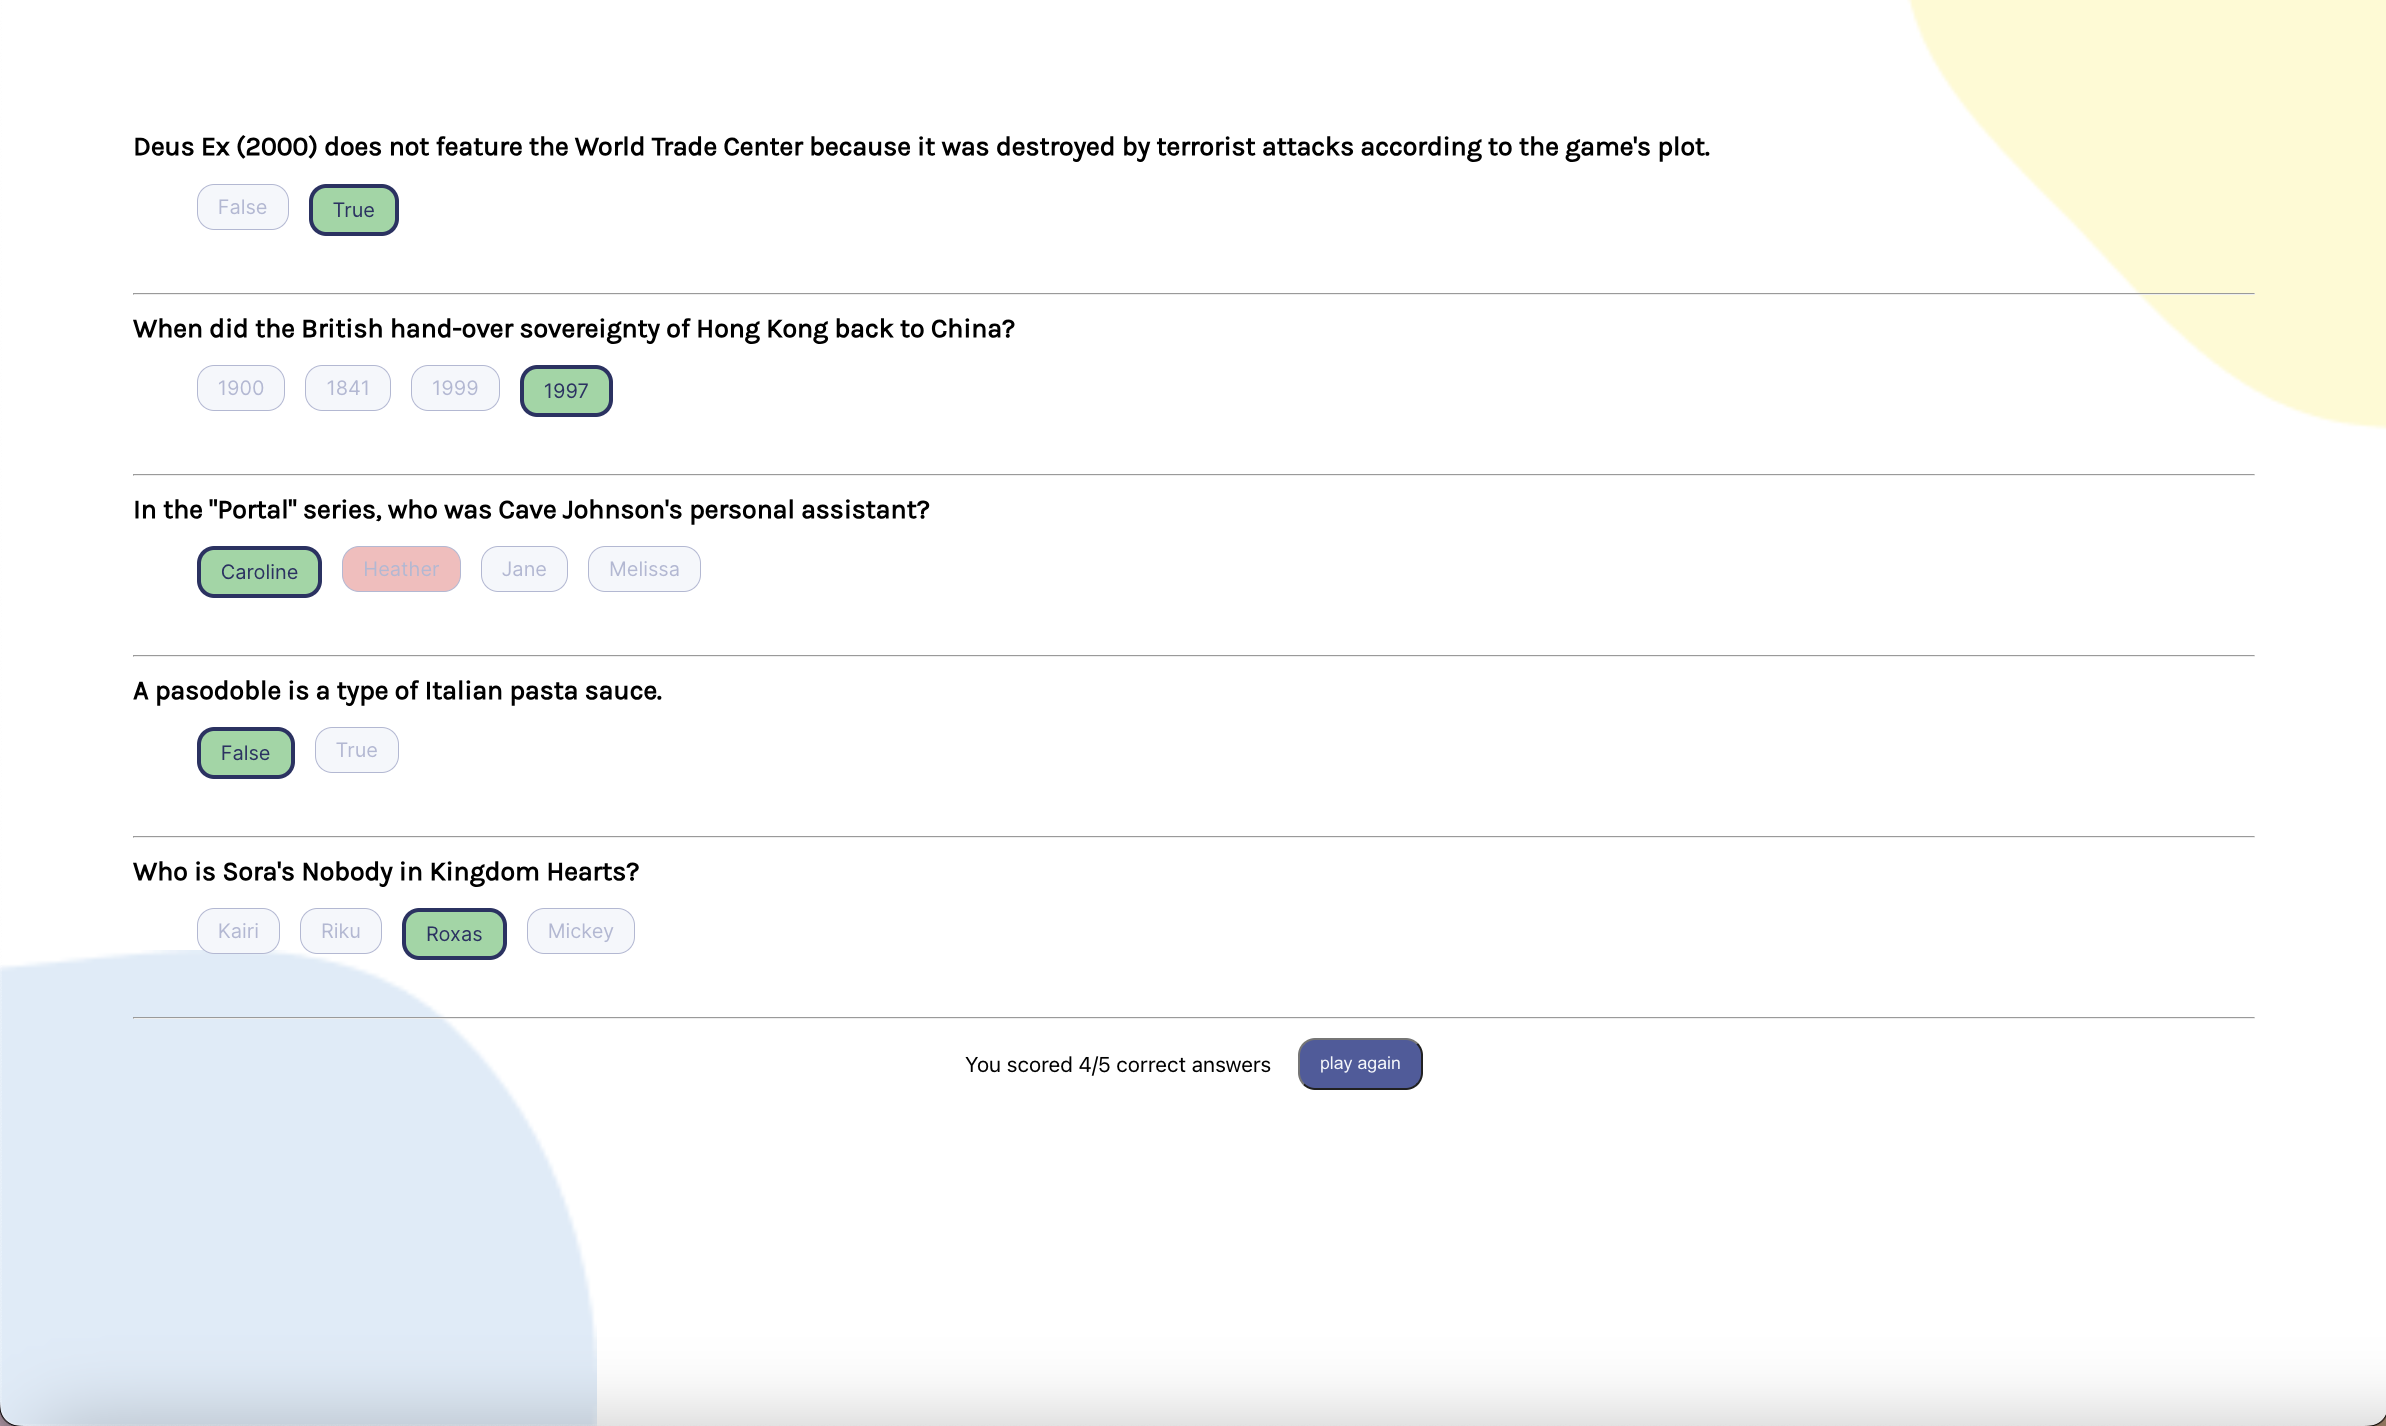 Deus Ex (2000) does not feature the World Trade Center because it was destroyed by terrorist attacks according to the game's plot.
False True
When did the British hand-over sovereignty of Hong Kong back to China?
1900 1841 1999 1997
In the "Portal" series, who was Cave Johnson's personal assistant?
Caroline Heather Jane Melissa
A pasodoble is a type of Italian pasta sauce.
False True
Who is Sora's Nobody in Kingdom Hearts?
Kairi Riku Roxas Mickey
You scored 4/5 correct answers play again